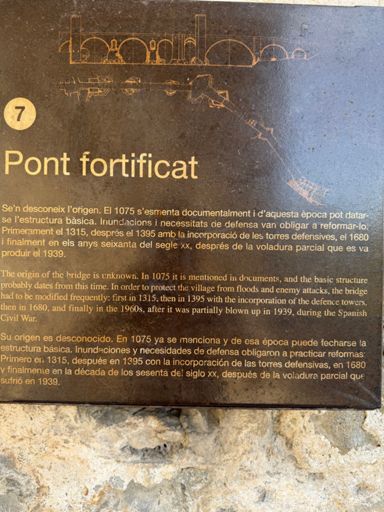 7
Pont fortificat
Se'n desconeix l'origen. El 1075 s'esmenta documentalment i d'aquesta època pot datar-
se l'estructura bàsica. Inundacions i necessitats de defensa van obligar a reformar-lo:
Primerament el 1315, després el 1395 amb la incorporació de les torres defensives, el 1680
i finalment en els anys seixanta del segle XX, després de la voladura parcial que es va
produir el 1939.
The origin of the bridge is unknown. In 1075 it is mentioned in documents, and the basic structure
probably dates from this time. In order to protect the village from floods and enemy attacks, the bridge
had to be modified frequently: first in 1315, then in 1395 with the incorporation of the defence towers,
then in 1680, and finally in the 1960s, after it was partially blown up in 1939, during the Spanish
Civil War.
Su origen es desconocido. En 1075 ya se menciona y de esa época puede fecharse la
estructura básica. Inundaciones y necesidades de defensa obligaron a practicar reformas:
Primero en 1315, después en 1395 con la incorporación de las torres defensivas, en 1680
y finalmente en la década de los sesenta del siglo XX, después de la voladura parcial que
sufrió en 1939.